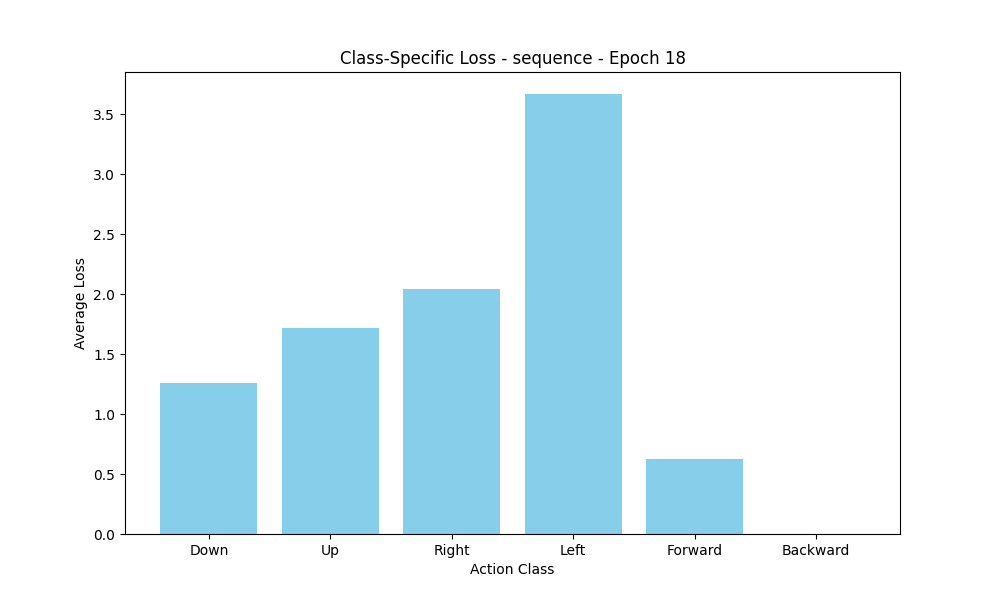 Class-Specific Loss - sequence - Epoch 18
3.5
3.0
2.5
2.0
1.5
1.0
0.5
0.0
Average Loss
Down Up Right Left Forward Backward
Action Class